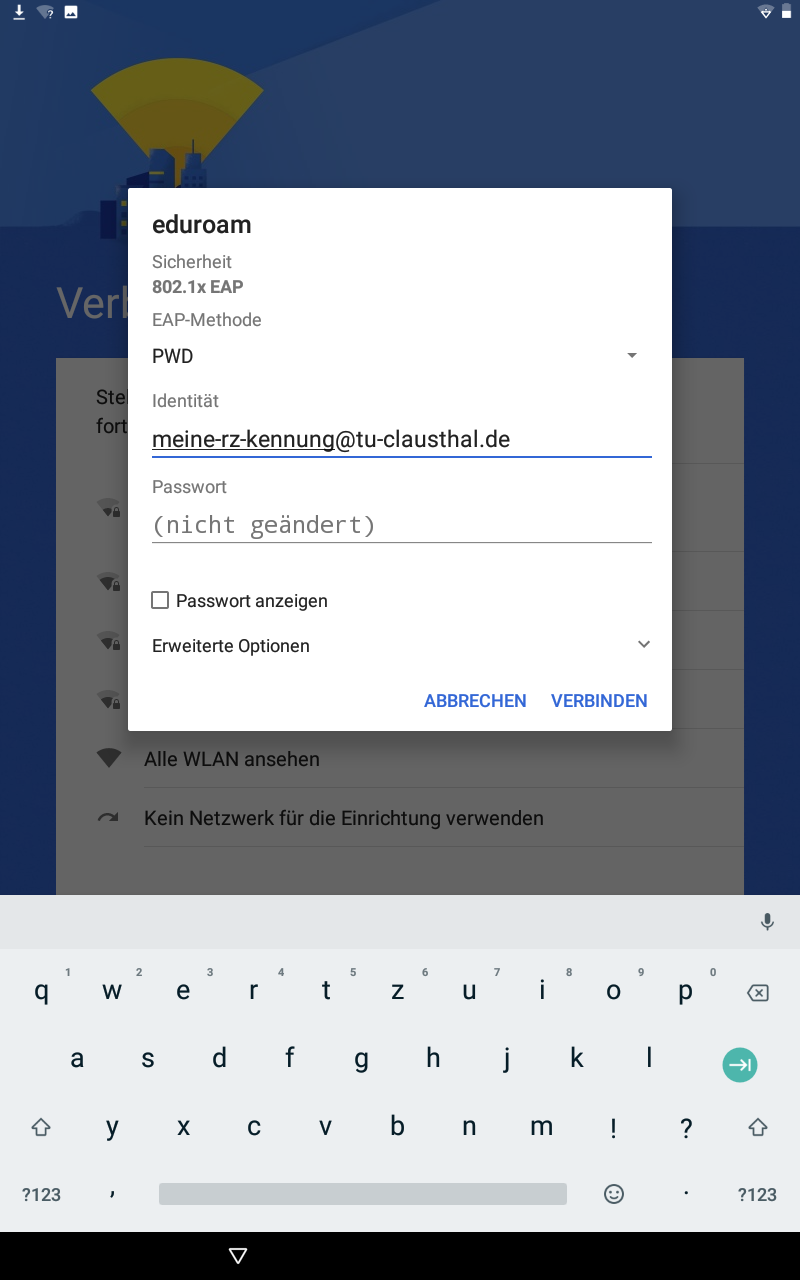 ?
eduroam
Sicherheit
802.1x EAP
EAP-Methode
PWD
Identität
meine-rz-kennung@tu-clausthal.de
Passwort
(nicht geändert)
Passwort anzeigen
Erweiterte Optionen
ABBRECHEN VERBINDEN
Verb
Stel
fort
Alle WLAN ansehen
Kein Netzwerk für die Einrichtung verwenden
1 2 3 4 5 6 7 8 9 0
q w e r t z u i o p
a s d f g h j k l
y x c v b n m ! ?
?123 , . ?123